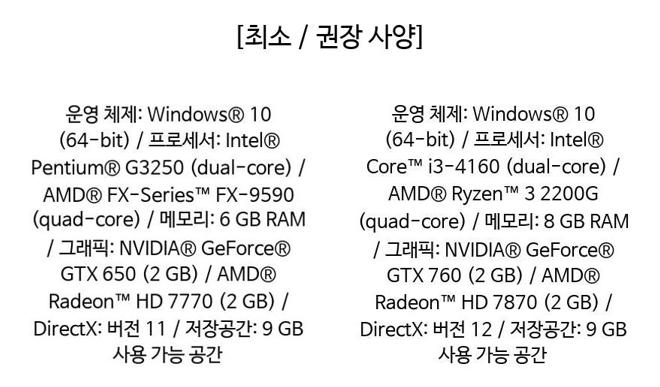 [최소 / 권장 사양]
운영 체제: Windows® 10
(64-bit) / 프로세서: Intel®
Pentium® G3250 (dual-core) /
AMD® FX-Series™ FX-9590
(quad-core) / 메모리: 6 GB RAM
/ 그래픽: NVIDIA® GeForce®
GTX 650 (2 GB) / AMD®
Radeon™ HD 7770 (2 GB) /
DirectX: 버전 11 / 저장공간: 9 GB
사용 가능 공간
운영 체제: Windows® 10
(64-bit) / 프로세서: Intel®
Core™ i3-4160 (dual-core) /
AMD® Ryzen™ 3 2200G
(quad-core) / 메모리: 8 GB RAM
/ 그래픽: NVIDIA® GeForce®
GTX 760 (2 GB) / AMD®
Radeon™ HD 7870 (2 GB) /
DirectX: 버전 12 / 저장공간: 9 GB
사용 가능 공간